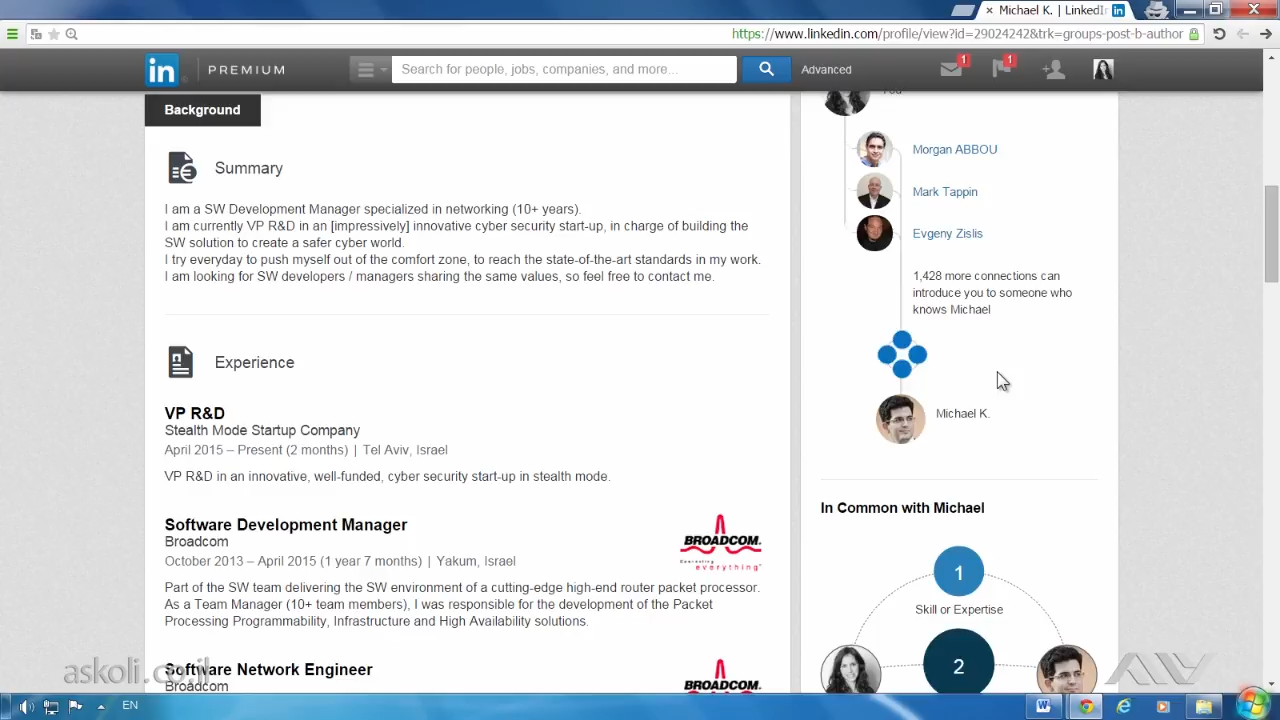 Michael K. | LinkedIn
https://www.linkedin.com/profile/view?id=29024242&trk=groups-post-b-author
in PREMIUM
Search for people, jobs, companies, and more...
Advanced
1
1
Background
Summary
I am a SW Development Manager specialized in networking (10+ years).
I am currently VP R&D in an [impressively] innovative cyber security start-up, in charge of building the
SW solution to create a safer cyber world.
I try everyday to push myself out of the comfort zone, to reach the state-of-the-art standards in my work.
I am looking for SW developers / managers sharing the same values, so feel free to contact me.
Experience
VP R&D
Stealth Mode Startup Company
April 2015 – Present (2 months) | Tel Aviv, Israel
VP R&D in an innovative, well-funded, cyber security start-up in stealth mode.
Software Development Manager
Broadcom
October 2013 – April 2015 (1 year 7 months) | Yakum, Israel
BROADCOM.
Connecting
everything
Part of the SW team delivering the SW environment of a cutting-edge high-end router packet processor.
As a Team Manager (10+ team members), I was responsible for the development of the Packet
Processing Programmability, Infrastructure and High Availability solutions.
Software Network Engineer
Broadcom
BROADCOM.
You
Morgan ABBOU
Mark Tappin
Evgeny Zislis
1,428 more connections can
introduce you to someone who
knows Michael
Michael K.
In Common with Michael
1
Skill or Expertise
2
askoli.co.il
EN